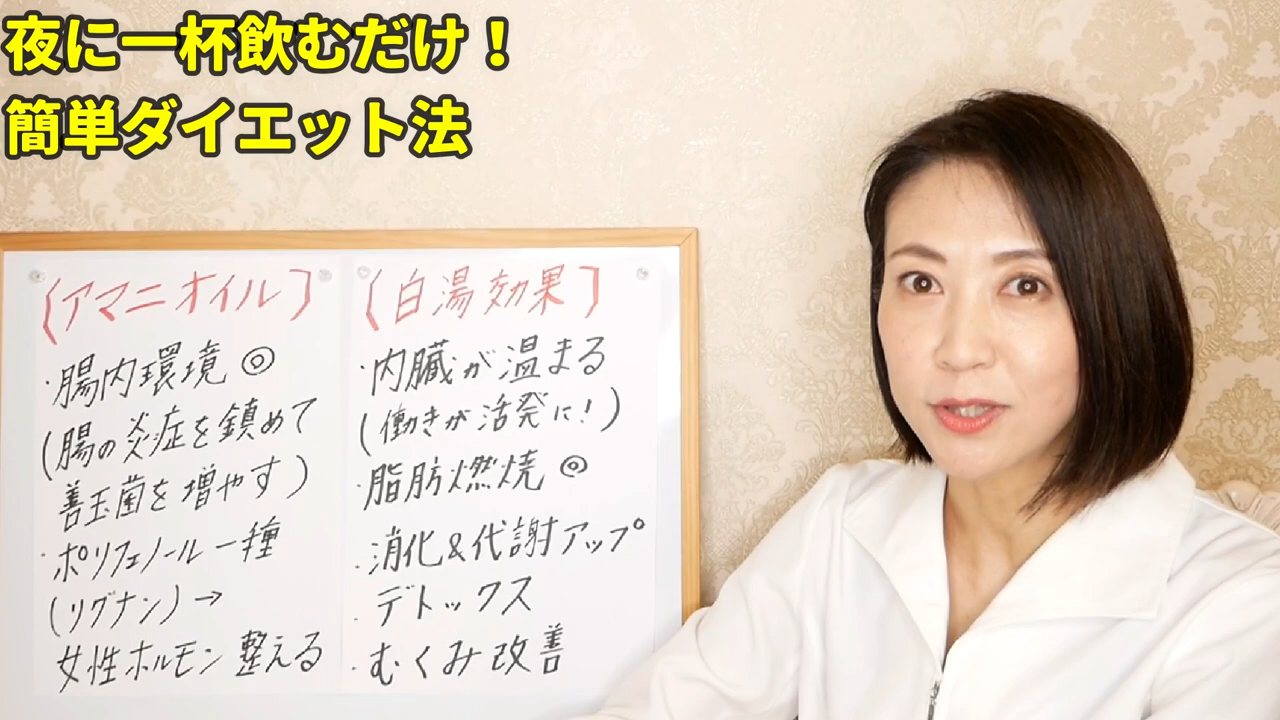 夜に一杯飲むだけ！
簡単ダイエット法
〔アマニオイル〕
・腸内環境◎
(腸の炎症を鎮めて
善玉菌を増やす)
・ポリフェノール一種
(リグナン)→
女性ホルモン整える
〔白湯効果〕
・内臓が温まる
(働きが活発に!)
・脂肪燃焼◎
・消化&代謝アップ
・デトックス
・むくみ改善